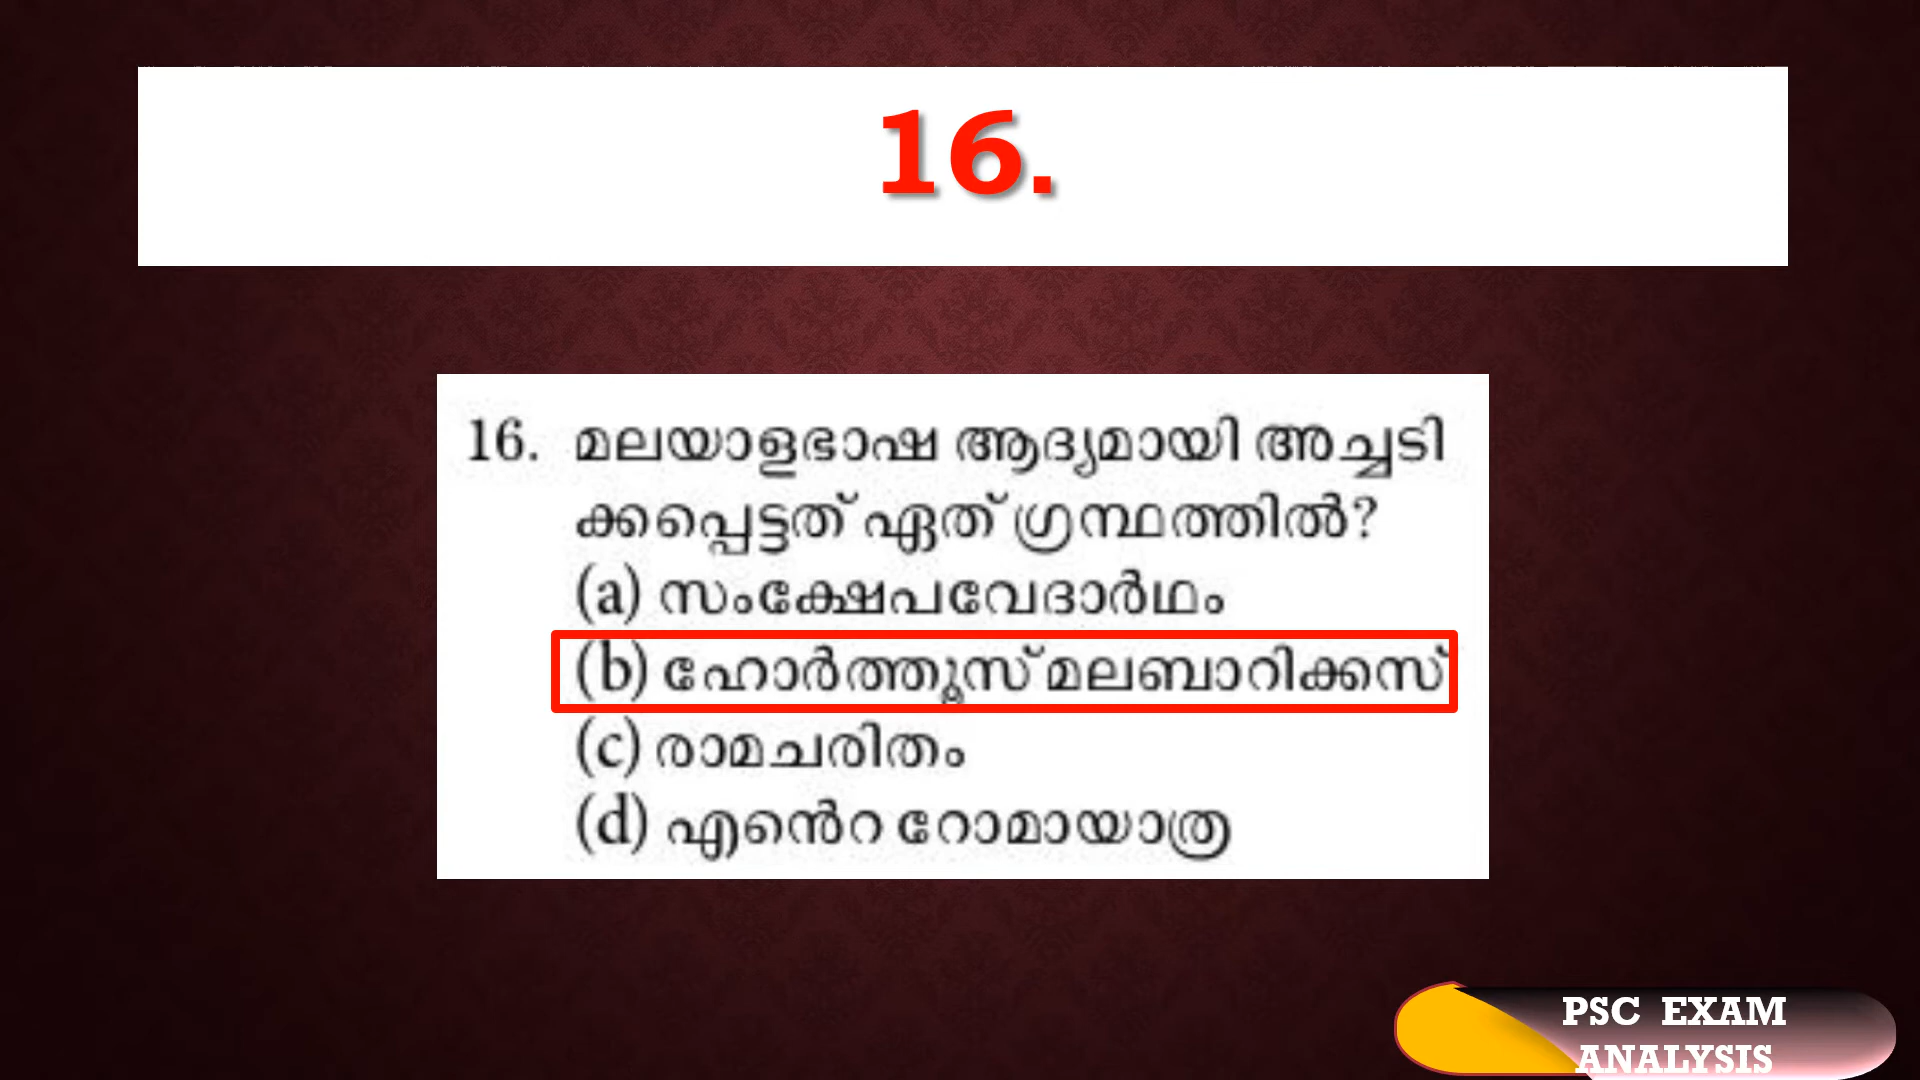 16.
16. മലയാളഭാഷ ആദ്യമായി അച്ചടി
ക്കപ്പെട്ടത് ഏത് ഗ്രന്ഥത്തിൽ?
(a) സംക്ഷേപവേദാർഥം
(b) ഹോർത്തൂസ് മലബാറിക്കസ്
(c) രാമചരിതം
(d) എൻെറ റോമായാത്ര
PSC EXAM
ANALYSIS